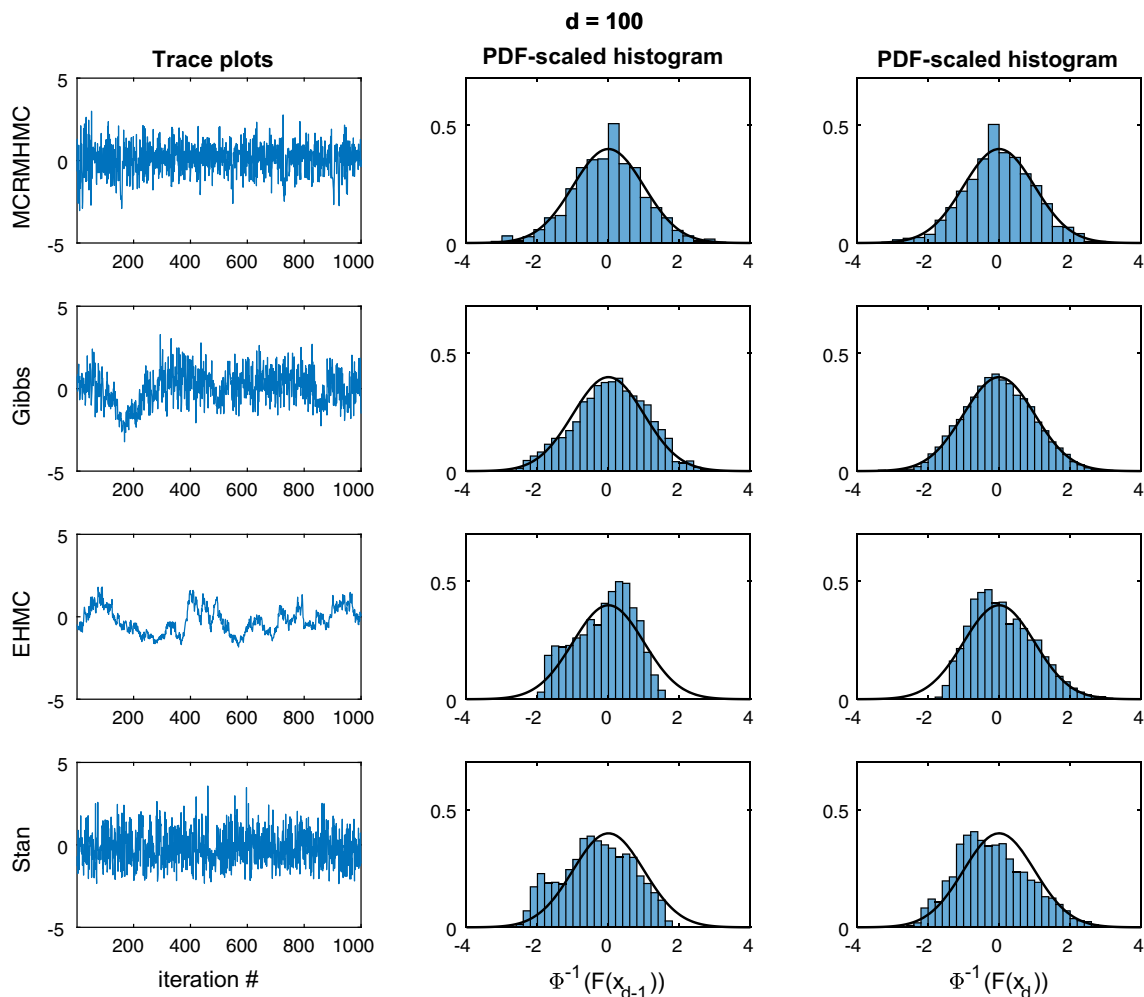 d = 100
Trace plots
PDF-scaled histogram
PDF-scaled histogram
MCRMHMC
5
0
-5
200 400 600 800 1000
0.5
0
-4 -2 0 2 4
0.5
0
-4 -2 0 2 4
Gibbs
5
0
-5
200 400 600 800 1000
0.5
0
-4 -2 0 2 4
0.5
0
-4 -2 0 2 4
EHMC
5
0
-5
200 400 600 800 1000
0.5
0
-4 -2 0 2 4
0.5
0
-4 -2 0 2 4
Stan
5
0
-5
200 400 600 800 1000
0.5
0
-4 -2 0 2 4
0.5
0
-4 -2 0 2 4
iteration #
Φ⁻¹(F(x_{d-1}))
Φ⁻¹(F(x_d))